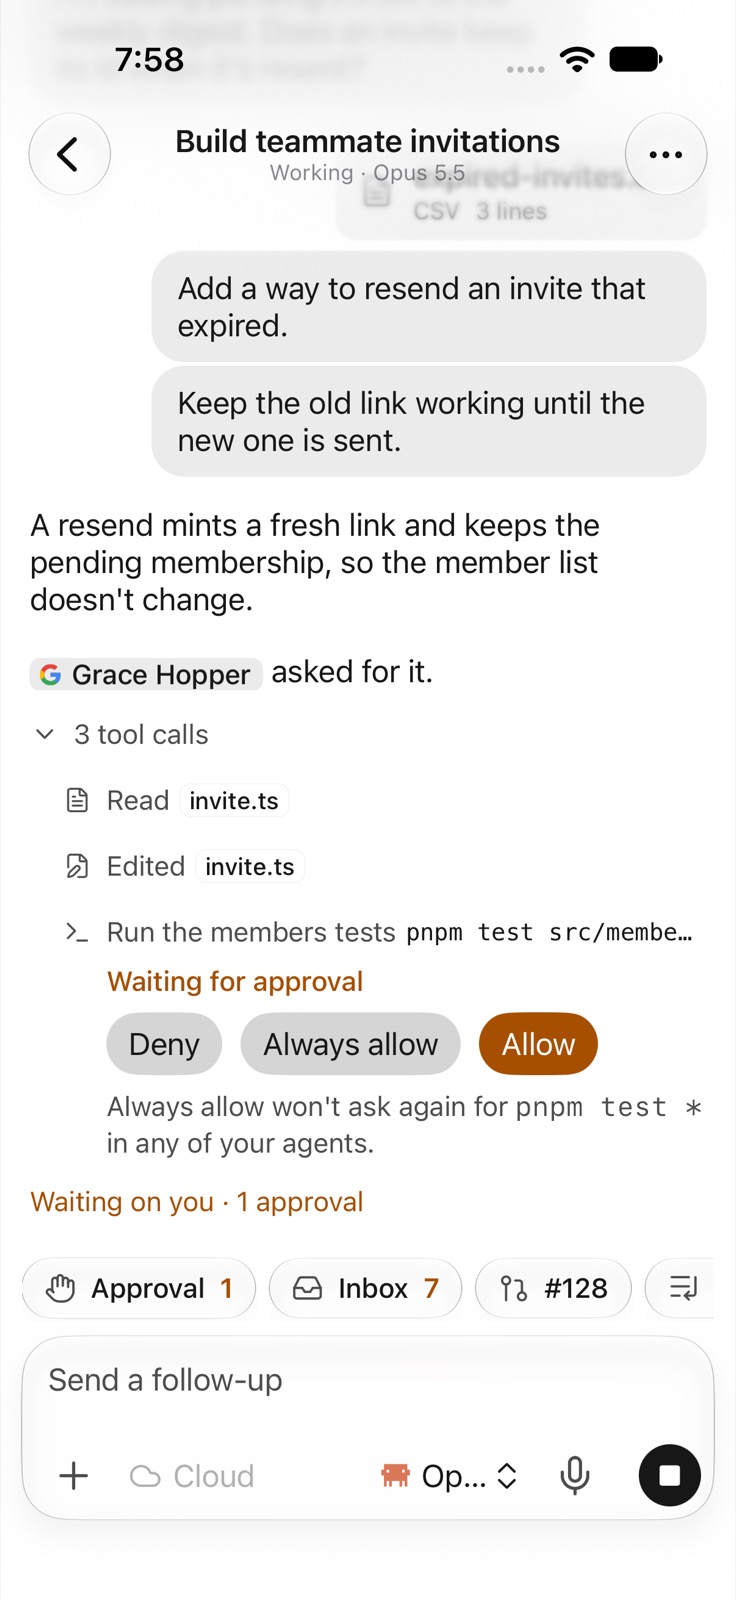 7:58
Build teammate invitations
Working · Opus 5.5
expired-invites.
CSV 3 lines
Add a way to resend an invite that
expired.
Keep the old link working until the
new one is sent.
A resend mints a fresh link and keeps the
pending membership, so the member list
doesn't change.
Grace Hopper asked for it.
3 tool calls
Read invite.ts
Edited invite.ts
Run the members tests pnpm test src/membe…
Waiting for approval
Deny Always allow Allow
Always allow won't ask again for pnpm test *
in any of your agents.
Waiting on you · 1 approval
Approval 1 Inbox 7 #128
Send a follow-up
Cloud Op...